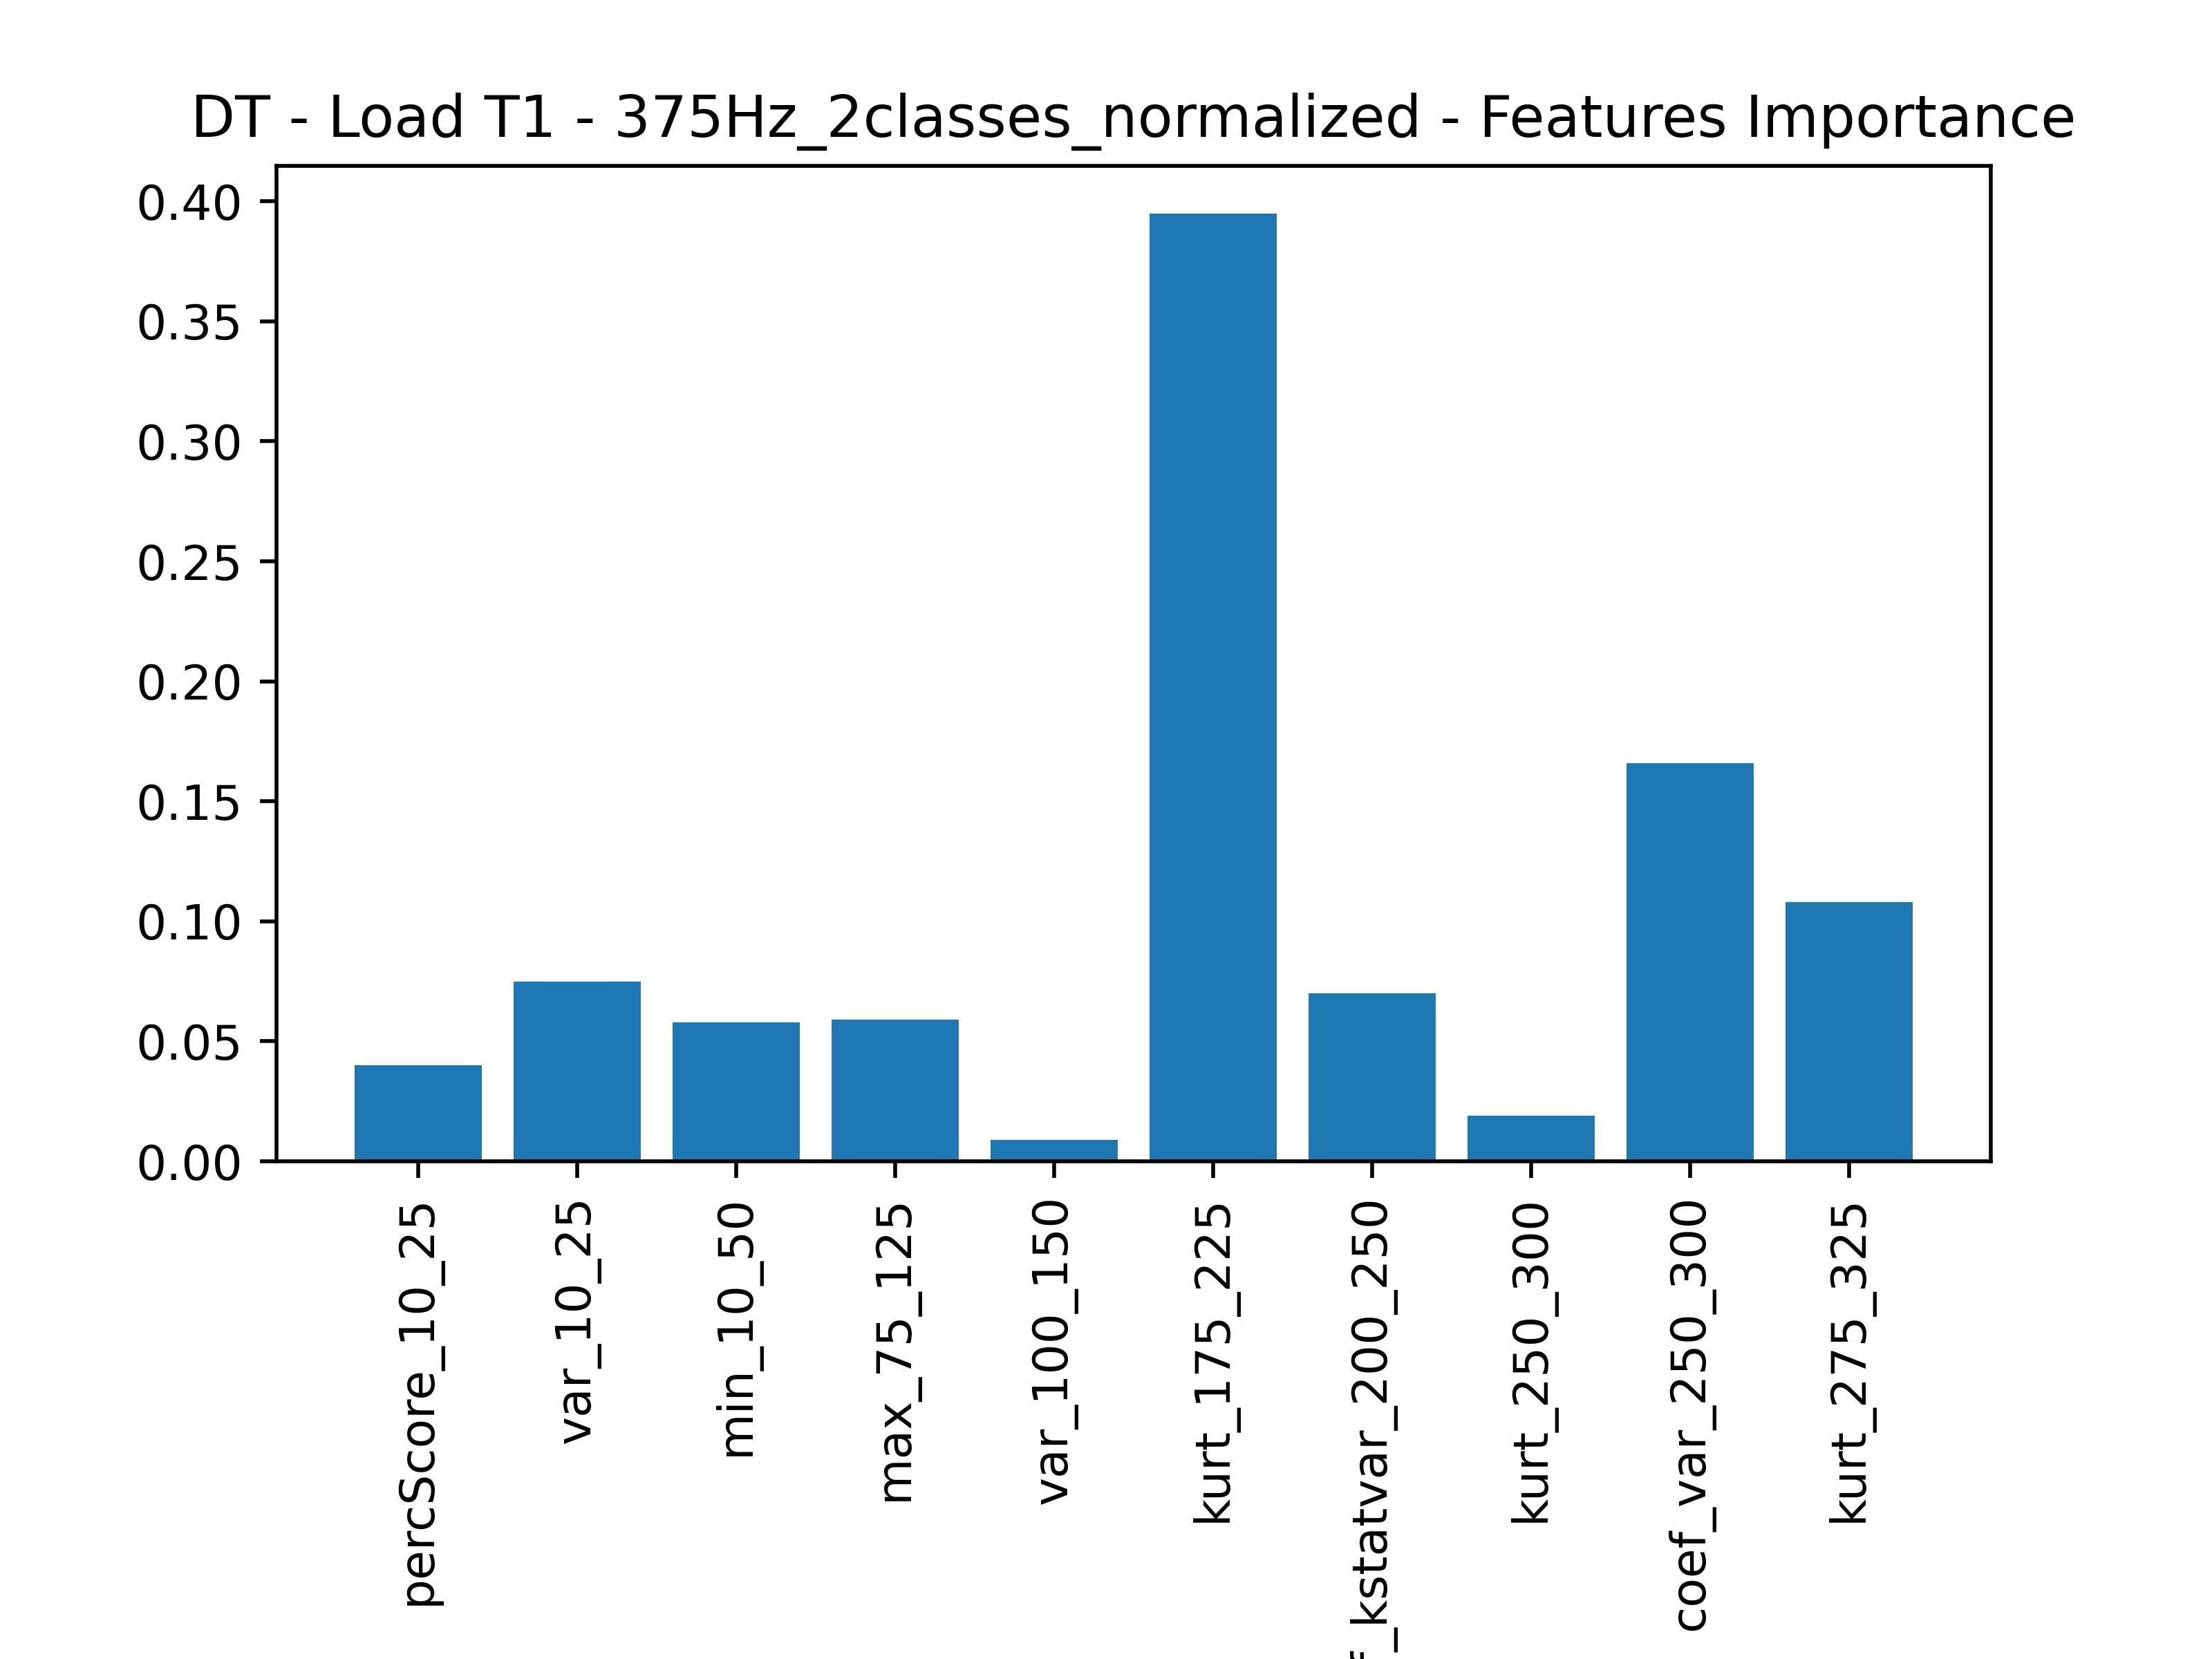 DT - Load T1 - 375Hz_2classes_normalized - Features Importance
0.40
0.35
0.30
0.25
0.20
0.15
0.10
0.05
0.00
percScore_10_25
var_10_25
min_10_50
max_75_125
var_100_150
kurt_175_225
f_kstatvar_200_250
kurt_250_300
coef_var_250_300
kurt_275_325